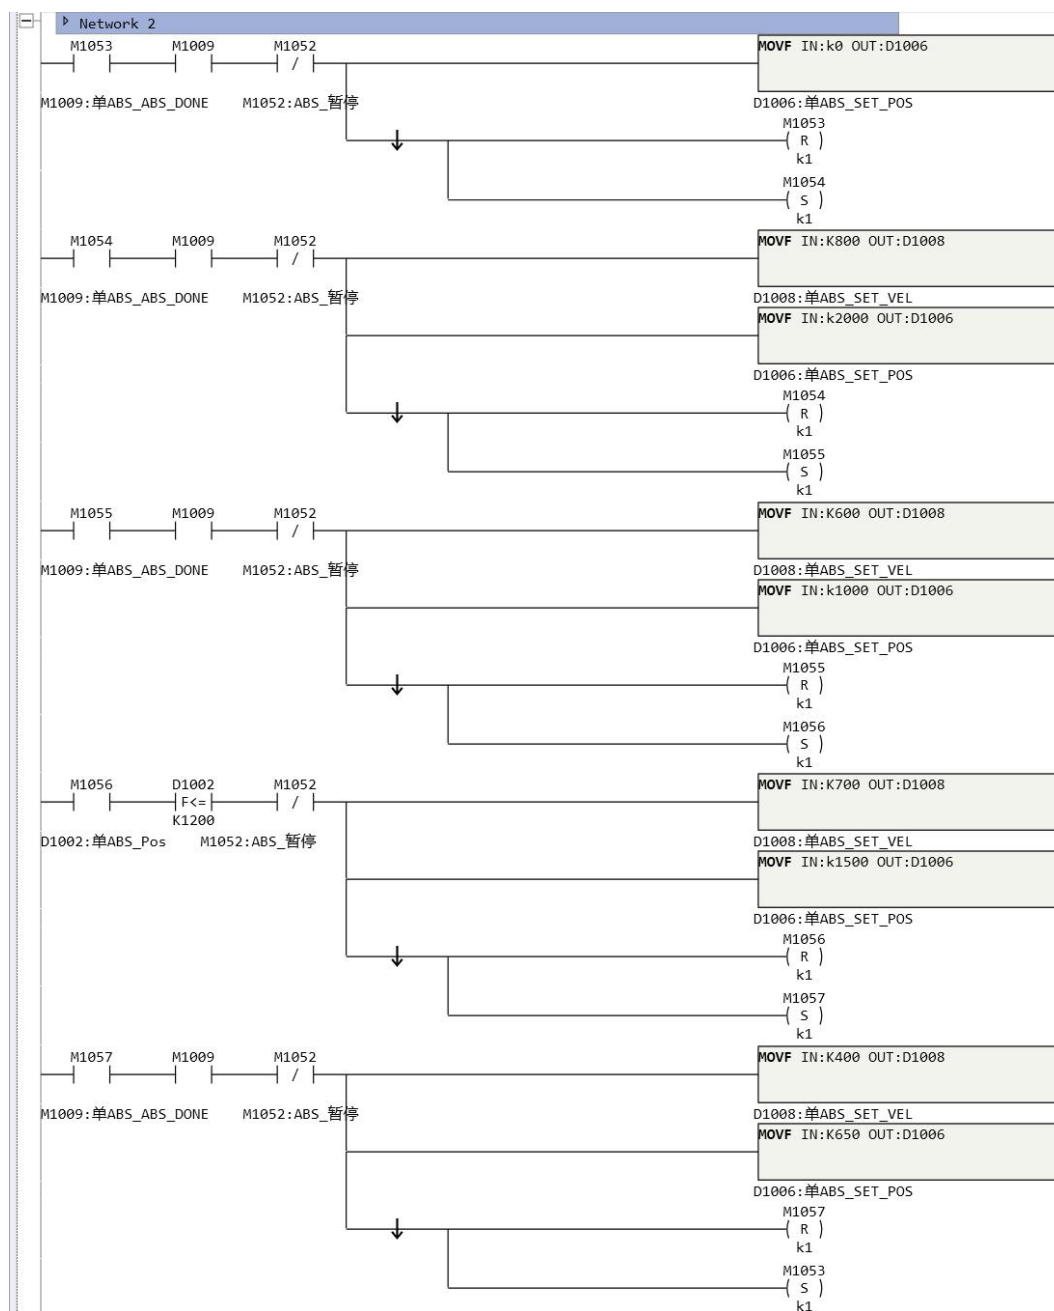 Network 2
M1053 M1009 M1052 MOVF IN:k0 OUT:D1006
/
M1009:单ABS_ABS_DONE M1052:ABS_暂停 D1006:单ABS_SET_POS
M1053
( R )
k1
M1054
( S )
k1
M1054 M1009 M1052 MOVF IN:K800 OUT:D1008
/
M1009:单ABS_ABS_DONE M1052:ABS_暂停 D1008:单ABS_SET_VEL
MOVF IN:k2000 OUT:D1006
D1006:单ABS_SET_POS
M1054
( R )
k1
M1055
( S )
k1
M1055 M1009 M1052 MOVF IN:K600 OUT:D1008
/
M1009:单ABS_ABS_DONE M1052:ABS_暂停 D1008:单ABS_SET_VEL
MOVF IN:k1000 OUT:D1006
D1006:单ABS_SET_POS
M1055
( R )
k1
M1056
( S )
k1
M1056 D1002 M1052 MOVF IN:K700 OUT:D1008
F<= /
K1200
D1002:单ABS_Pos M1052:ABS_暂停 D1008:单ABS_SET_VEL
MOVF IN:k1500 OUT:D1006
D1006:单ABS_SET_POS
M1056
( R )
k1
M1057
( S )
k1
M1057 M1009 M1052 MOVF IN:K400 OUT:D1008
/
M1009:单ABS_ABS_DONE M1052:ABS_暂停 D1008:单ABS_SET_VEL
MOVF IN:K650 OUT:D1006
D1006:单ABS_SET_POS
M1057
( R )
k1
M1053
( S )
k1